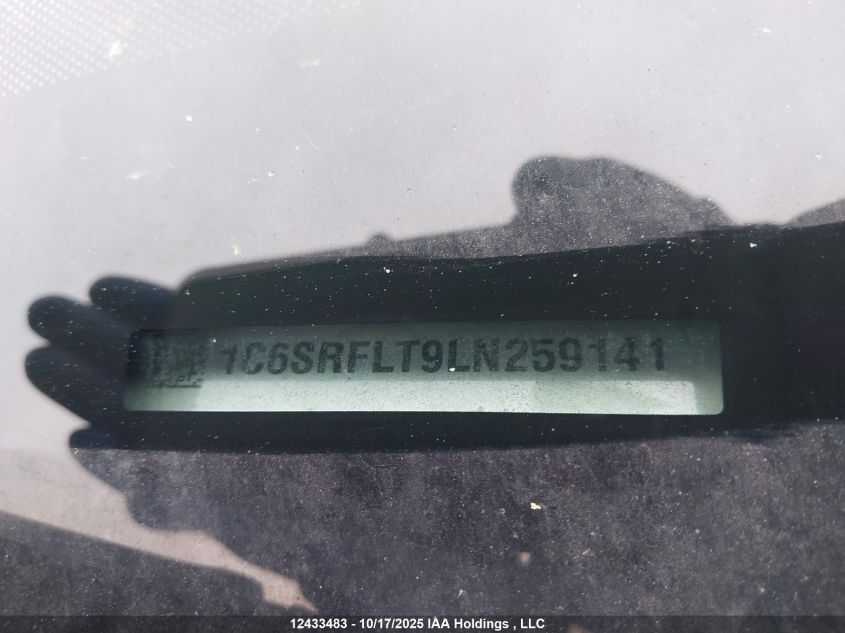 1C6SRFLT9LN259141
12433483 - 10/17/2025 IAA Holdings , LLC